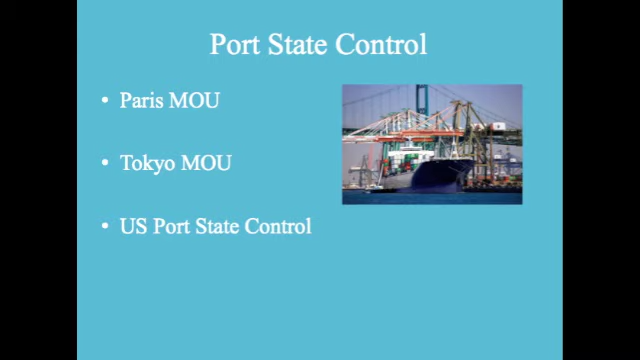 Port State Control
• Paris MOU
• Tokyo MOU
• US Port State Control